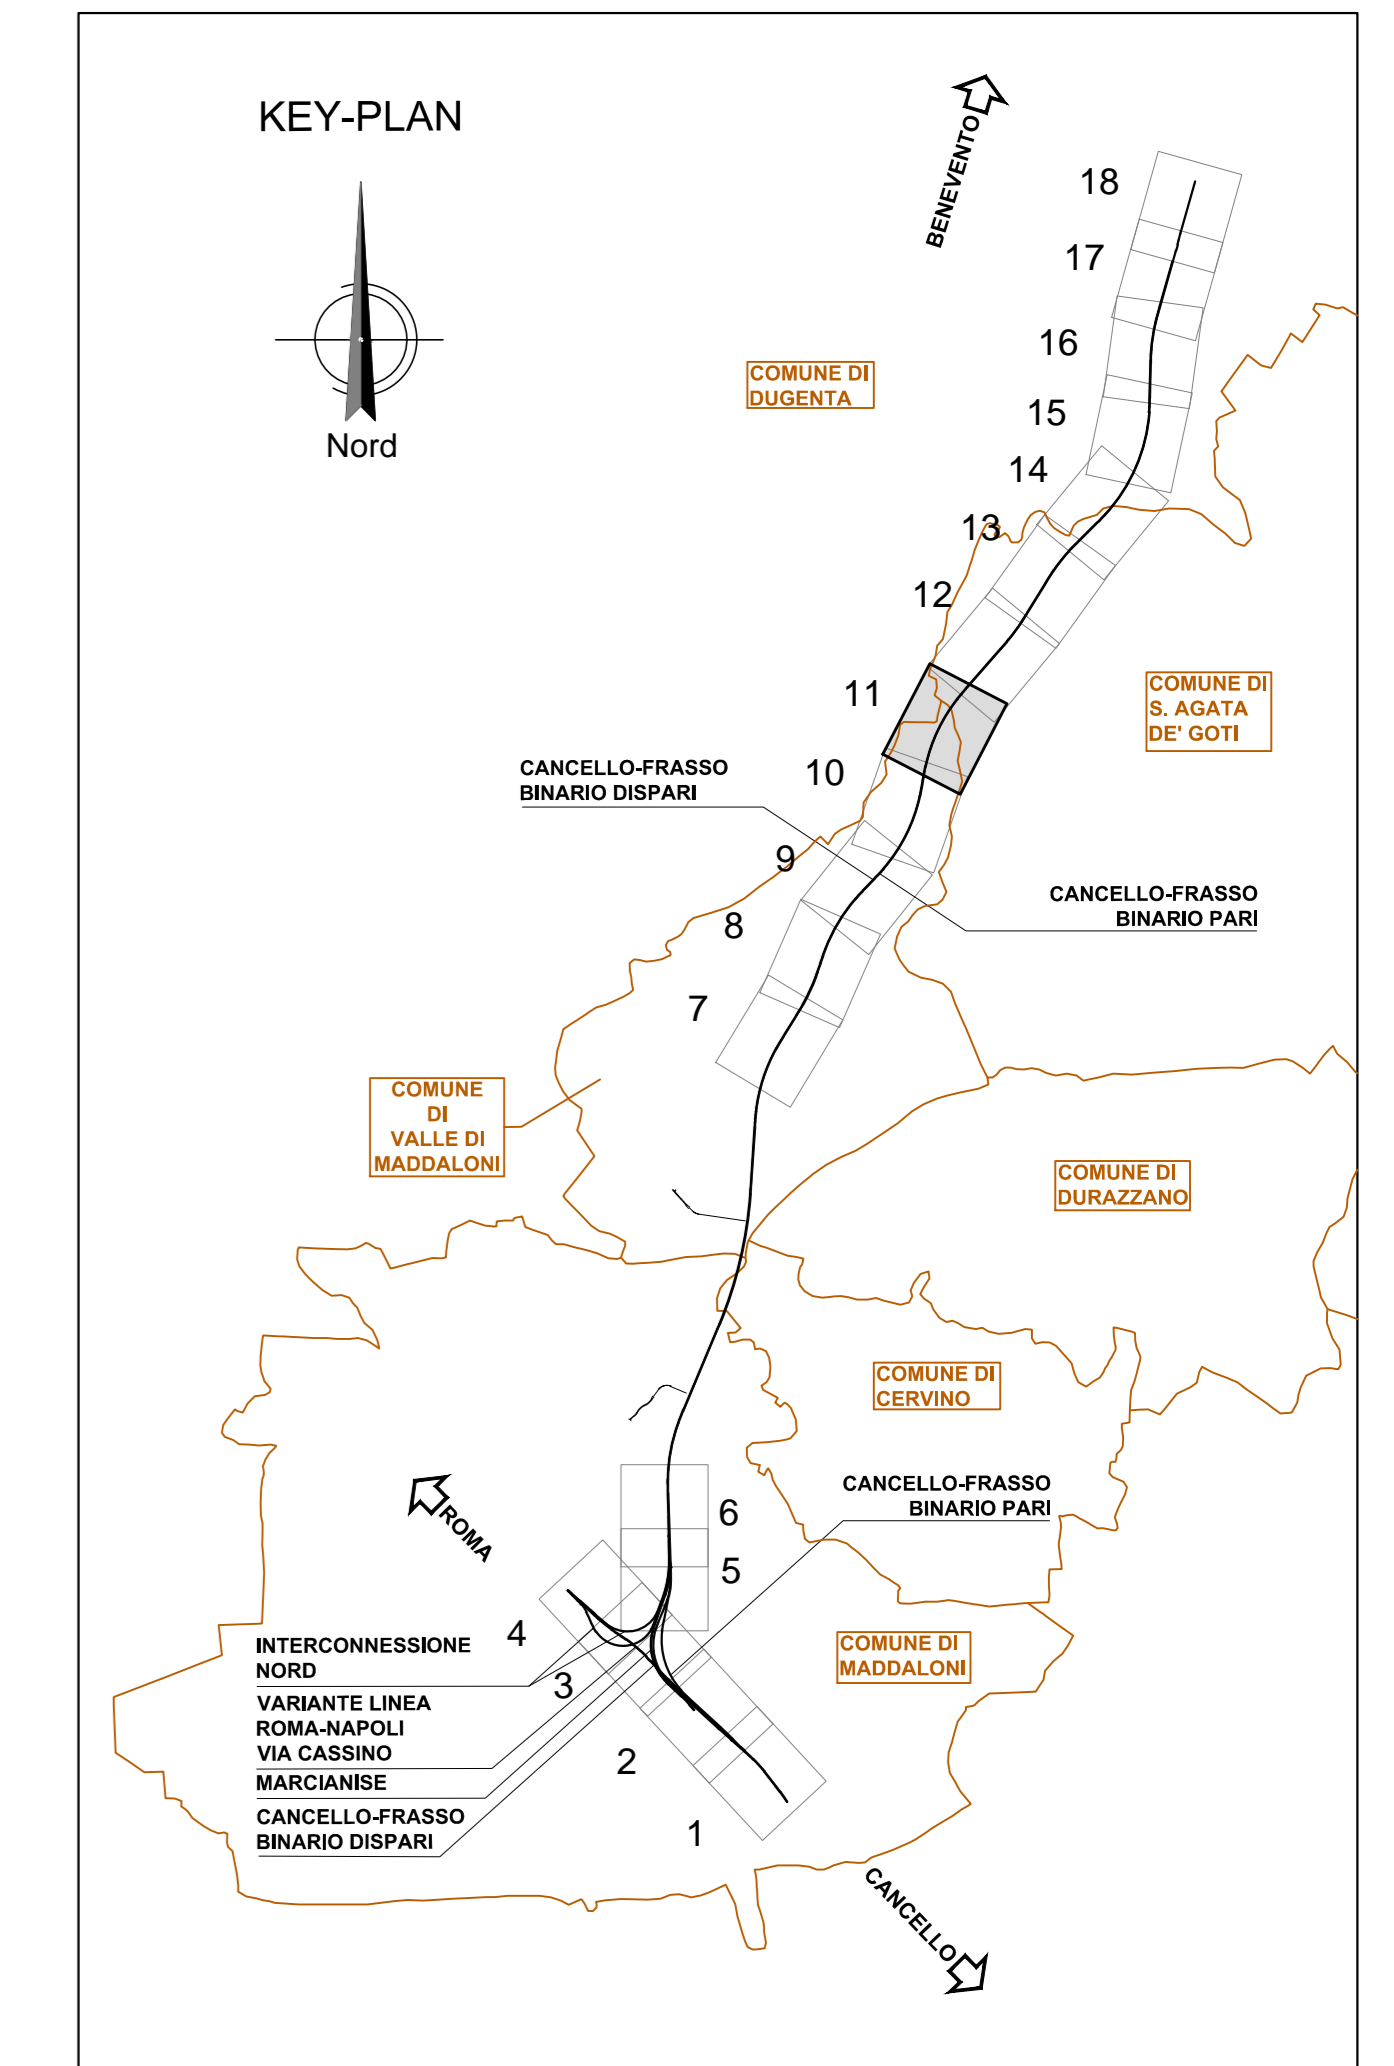 KEY-PLAN
Nord
BENEVENTO
18
17
16
COMUNE DI
DUGENTA
15
14
13
12
11
COMUNE DI
S. AGATA
DE' GOTI
10
CANCELLO-FRASSO
BINARIO DISPARI
9
CANCELLO-FRASSO
BINARIO PARI
8
7
COMUNE
DI
VALLE DI
MADDALONI
COMUNE DI
DURAZZANO
COMUNE DI
CERVINO
CANCELLO-FRASSO
BINARIO PARI
ROMA
6
5
4
3
INTERCONNESSIONE
NORD
COMUNE DI
MADDALONI
VARIANTE LINEA
ROMA-NAPOLI
VIA CASSINO
MARCIANISE
CANCELLO-FRASSO
BINARIO DISPARI
2
1
CANCELLO